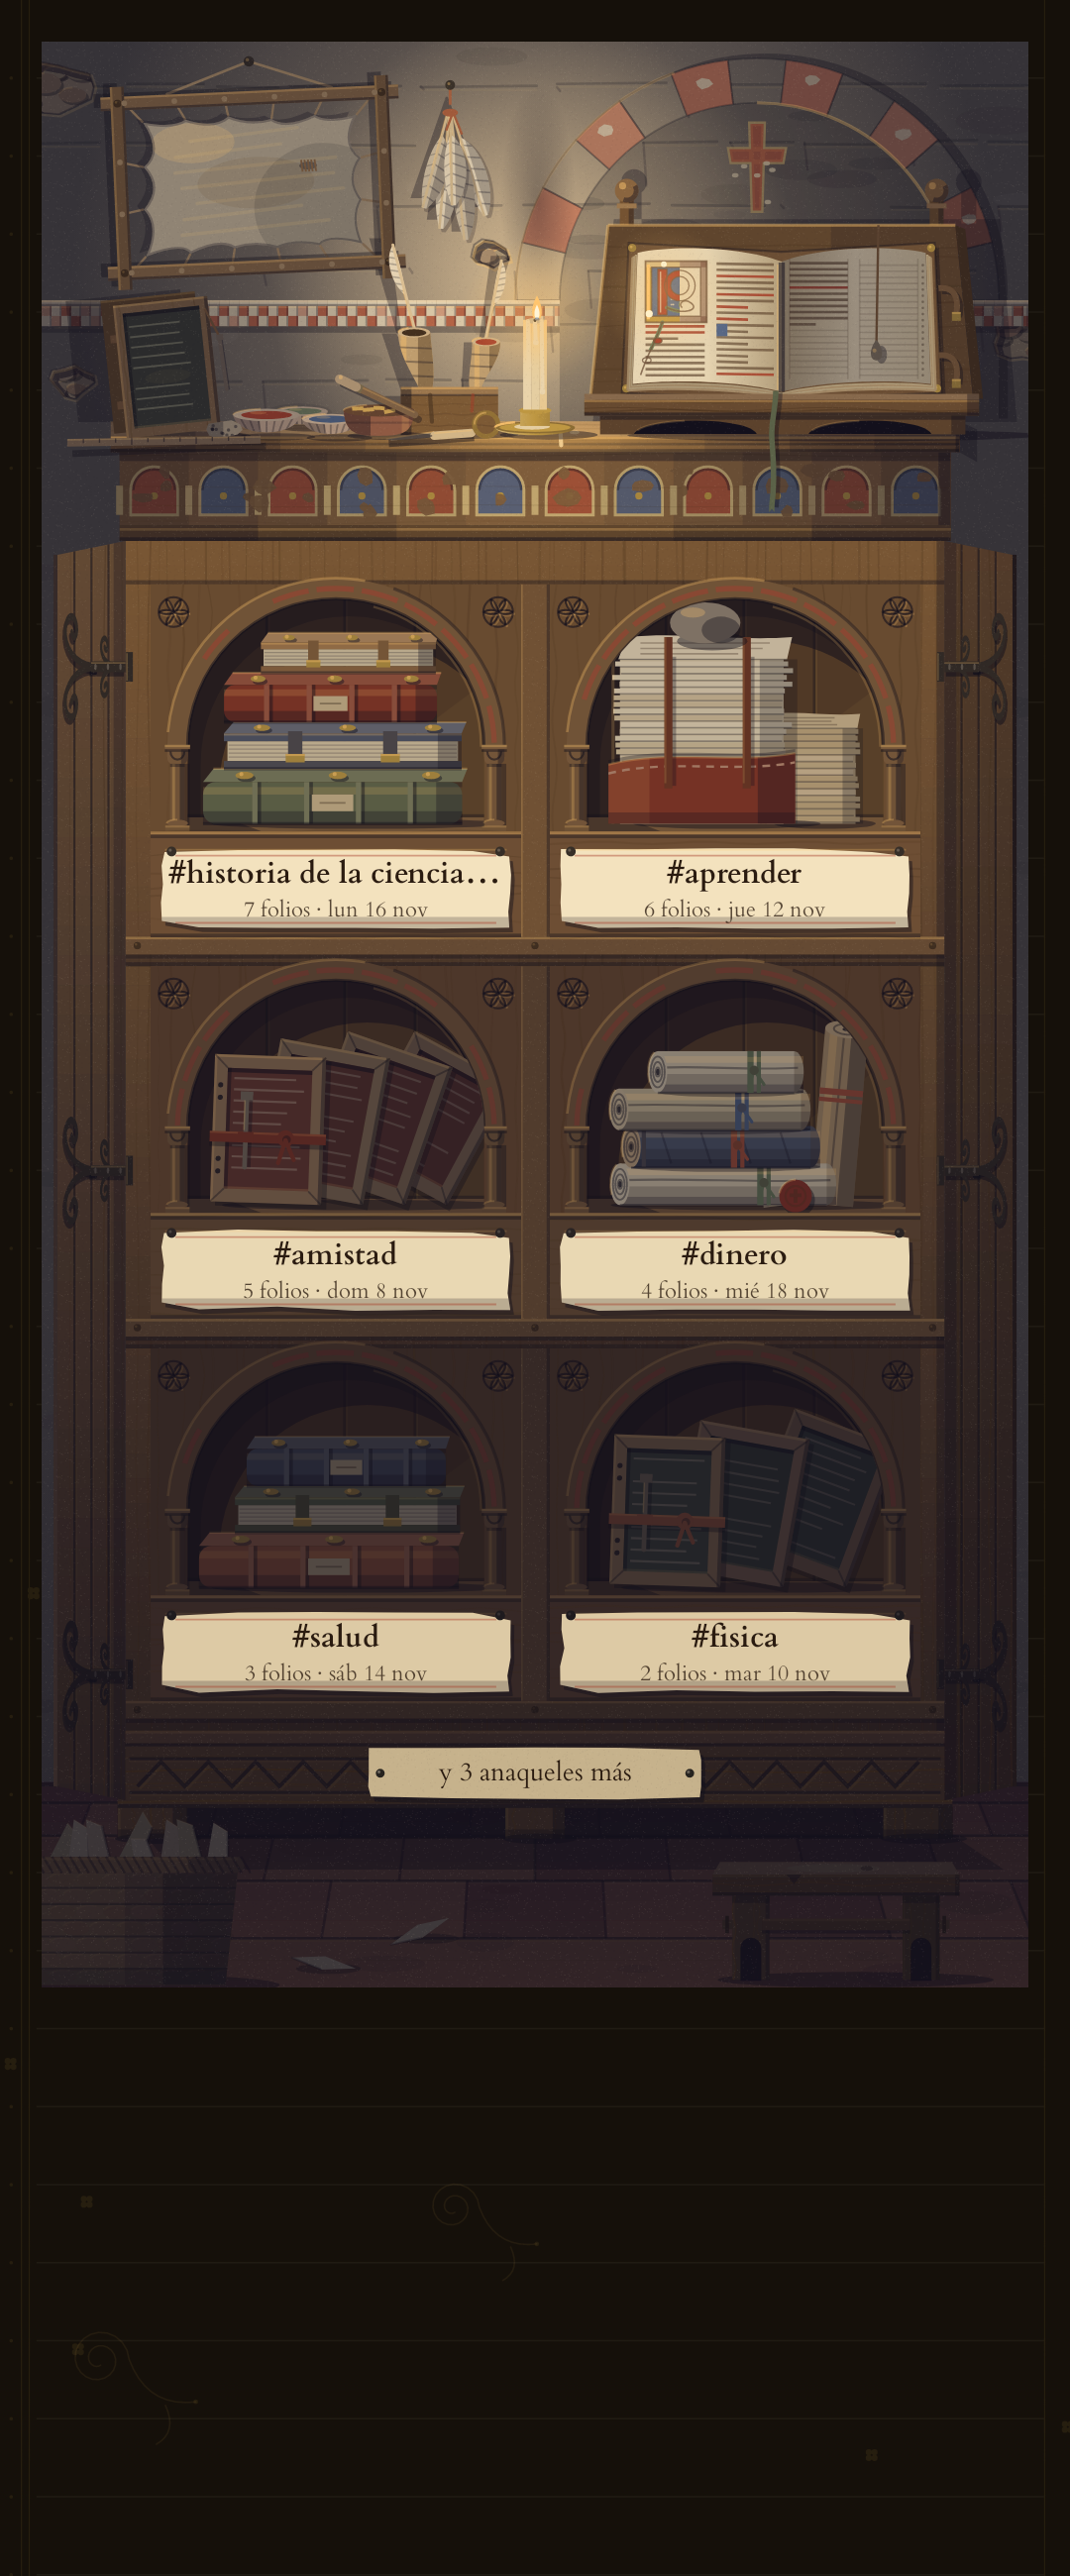 #historia de la ciencia…
7 folios · lun 16 nov
#aprender
6 folios · jue 12 nov
#amistad
5 folios · dom 8 nov
#dinero
4 folios · mié 18 nov
#salud
3 folios · sáb 14 nov
#fisica
2 folios · mar 10 nov
y 3 anaqueles más